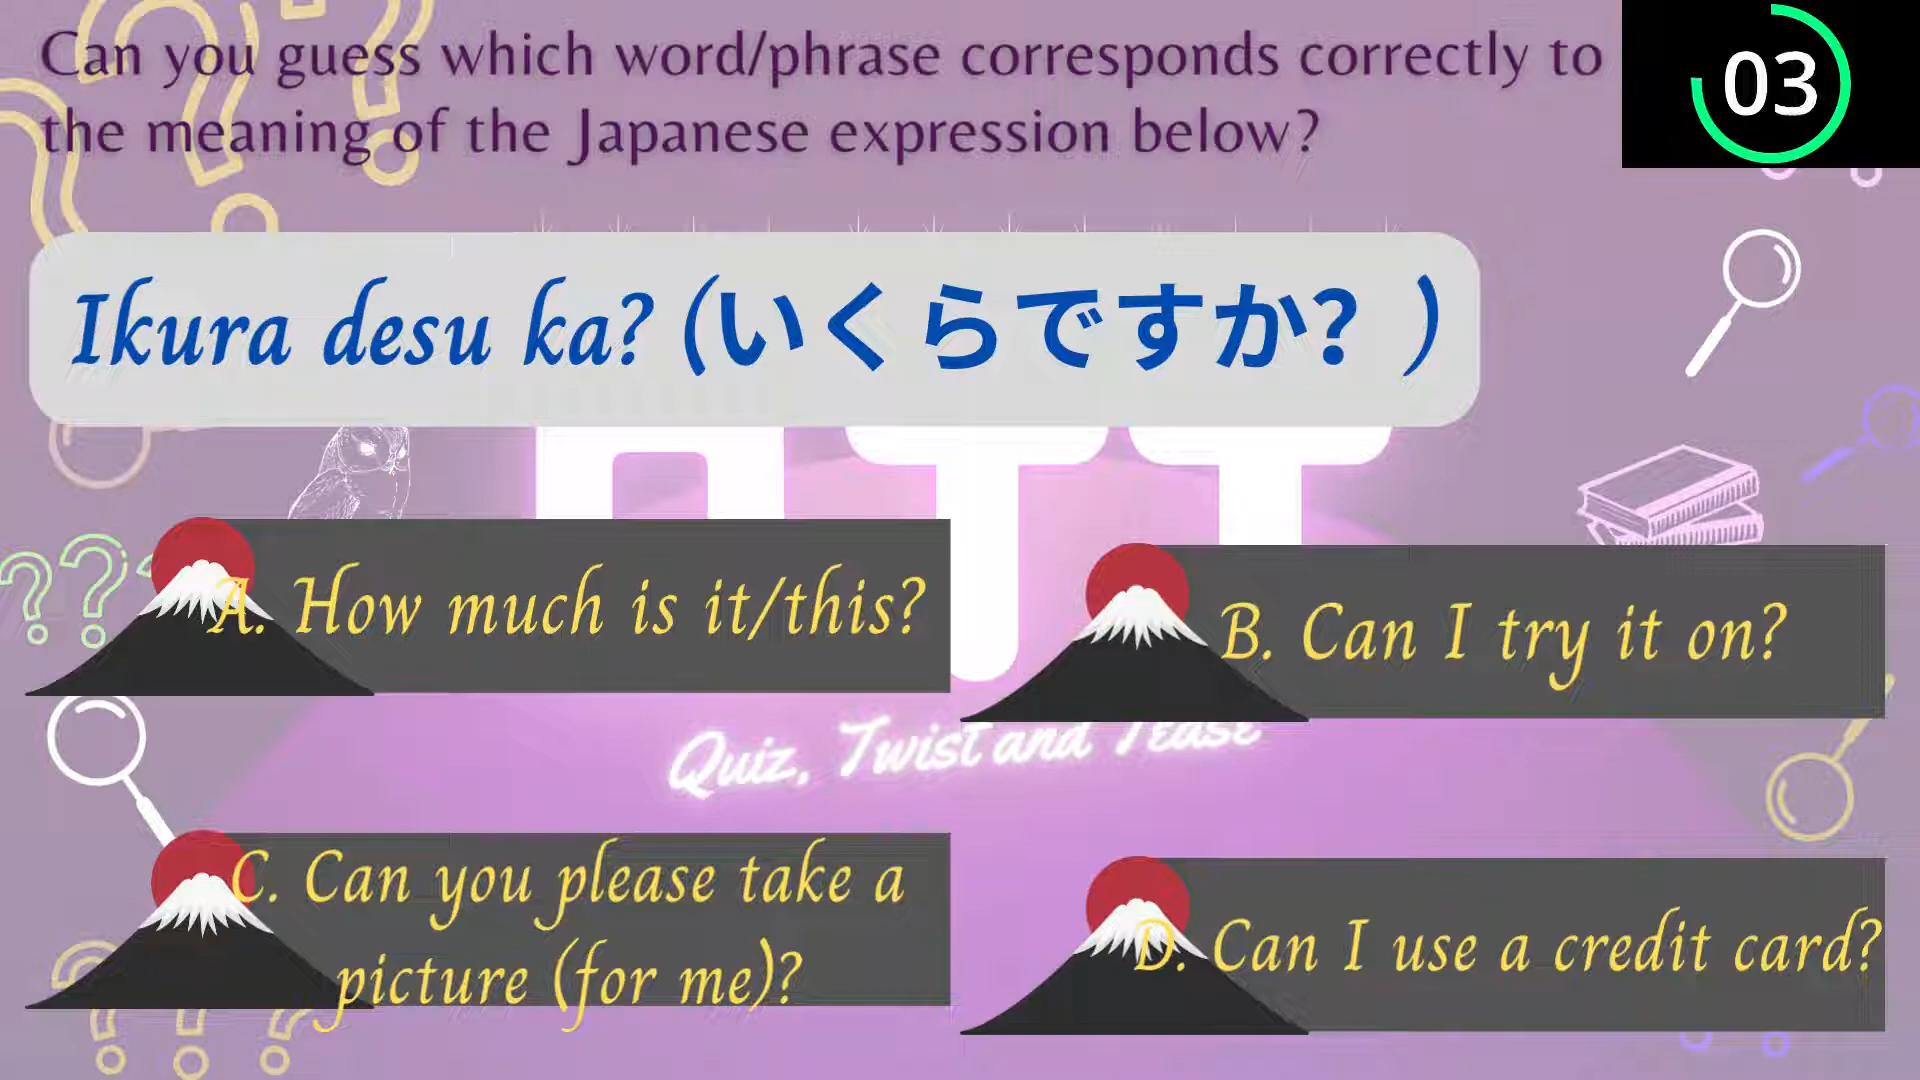 Can you guess which word/phrase corresponds correctly to
the meaning of the Japanese expression below?
03
Ikura desu ka? (いくらですか? )
A. How much is it/this?
B. Can I try it on?
Quiz, Twist and Tease
C. Can you please take a
picture (for me)?
D. Can I use a credit card?